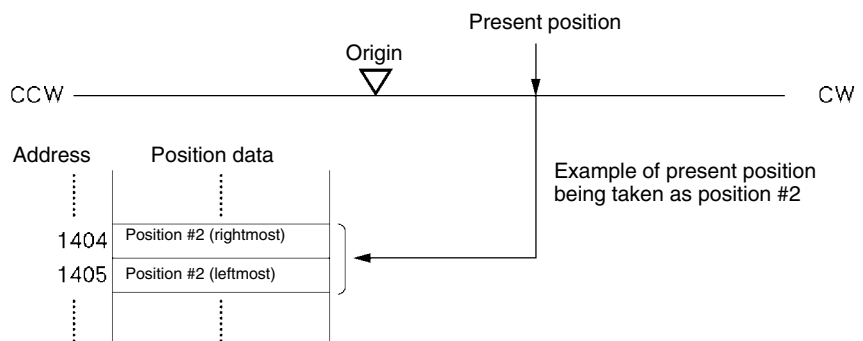 Present position
Origin
CCW
CW
Address Position data
Example of present position
being taken as position #2
1404 Position #2 (rightmost)
1405 Position #2 (leftmost)